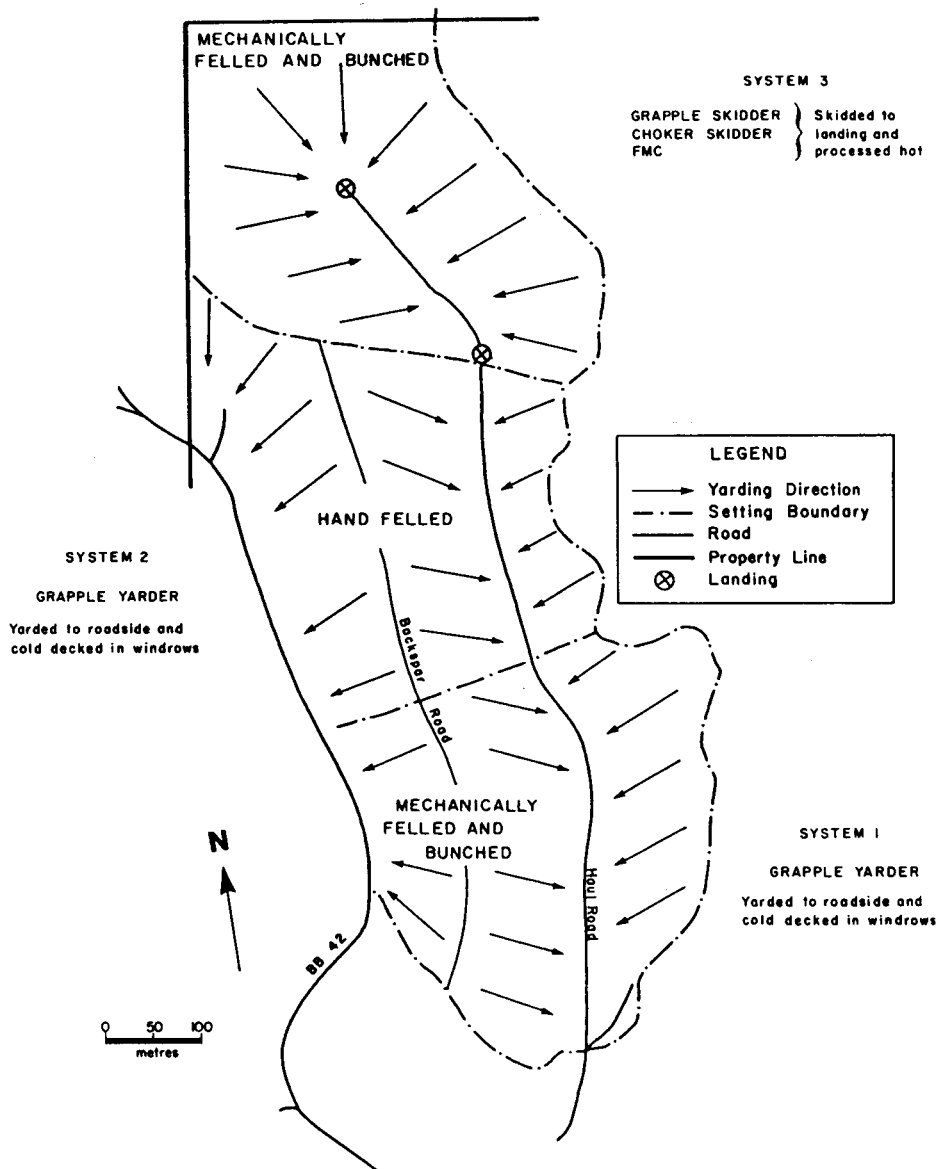 MECHANICALLY
FELLED AND BUNCHED
SYSTEM 3
GRAPPLE SKIDDER
CHOKER SKIDDER
FMC
Skidded to
landing and
processed hot
LEGEND
Yarding Direction
Setting Boundary
Road
Property Line
Landing
HAND FELLED
SYSTEM 2
GRAPPLE YARDER
Yarded to roadside and
cold decked in windrows
Backspar Road
MECHANICALLY
FELLED AND
BUNCHED
N
SYSTEM 1
GRAPPLE YARDER
Yarded to roadside and
cold decked in windrows
Haul Road
BB 42
0 50 100
metres